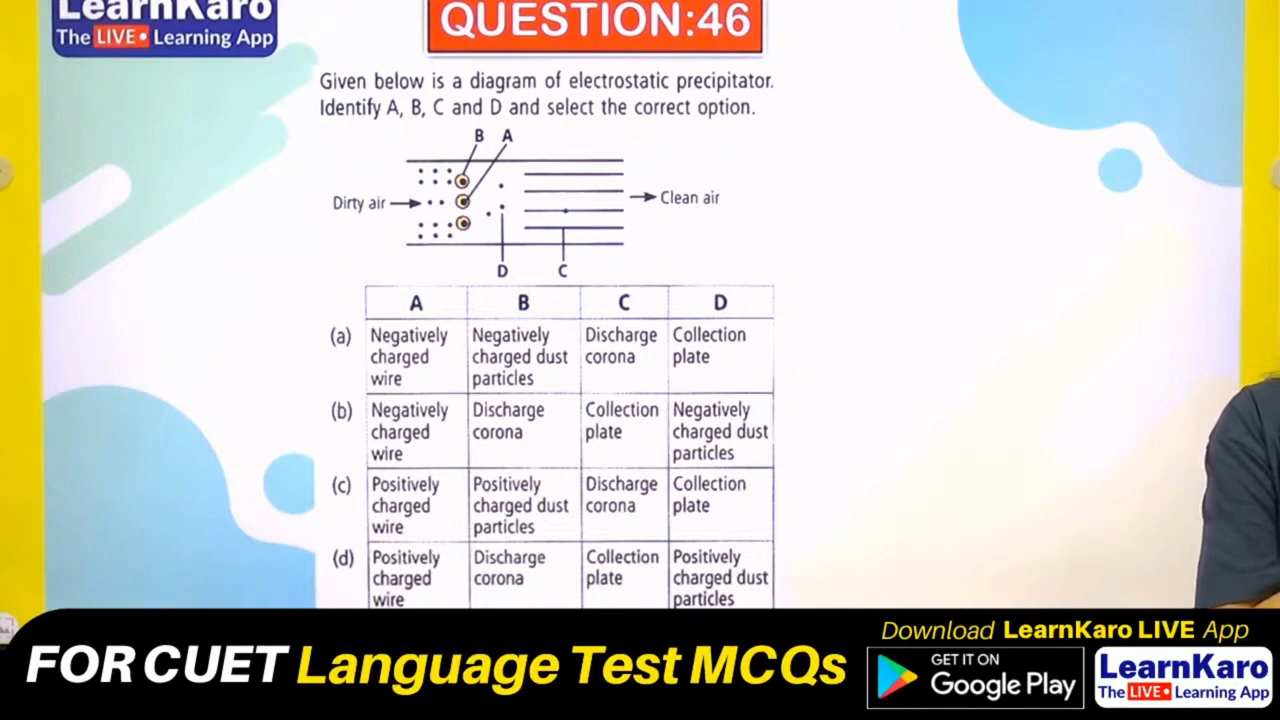 LearnKaro
The LIVE• Learning App
QUESTION:46
Given below is a diagram of electrostatic precipitator.
Identify A, B, C and D and select the correct option.
B A
Dirty air
Clean air
D C
A B C D
(a) Negatively Negatively Discharge Collection
charged charged dust corona plate
wire particles
(b) Negatively Discharge Collection Negatively
charged corona plate charged dust
wire particles
(c) Positively Positively Discharge Collection
charged charged dust corona plate
wire particles
(d) Positively Discharge Collection Positively
charged corona plate charged dust
wire particles
FOR CUET Language Test MCQs
Download LearnKaro LIVE App
GET IT ON
Google Play
LearnKaro
The LIVE• Learning App